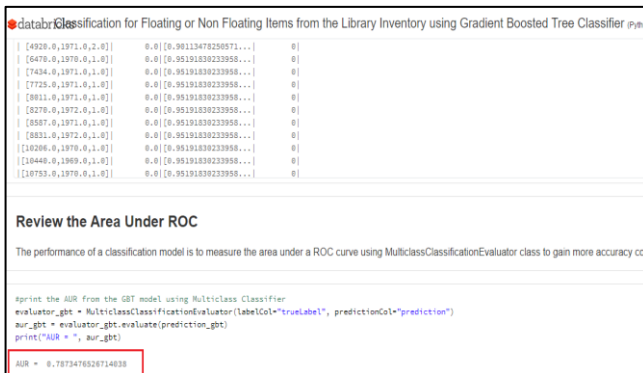 databricks Classification for Floating or Non Floating Items from the Library Inventory using Gradient Boosted Tree Classifier (Pyth
| [4920.0,1971.0,2.0]| 0.0|[0.90113478250571...| 0|
| [6470.0,1970.0,1.0]| 0.0|[0.95191830233958...| 0|
| [7434.0,1971.0,1.0]| 0.0|[0.95191830233958...| 0|
| [7725.0,1971.0,1.0]| 0.0|[0.95191830233958...| 0|
| [8011.0,1971.0,1.0]| 0.0|[0.95191830233958...| 0|
| [8270.0,1972.0,1.0]| 0.0|[0.95191830233958...| 0|
| [8587.0,1971.0,1.0]| 0.0|[0.95191830233958...| 0|
| [8831.0,1972.0,1.0]| 0.0|[0.95191830233958...| 0|
|[10206.0,1970.0,1.0]| 0.0|[0.95191830233958...| 0|
|[10440.0,1969.0,1.0]| 0.0|[0.95191830233958...| 0|
|[10753.0,1970.0,1.0]| 0.0|[0.95191830233958...| 0|
Review the Area Under ROC
The performance of a classification model is to measure the area under a ROC curve using MulticlassClassificationEvaluator class to gain more accuracy co
#print the AUR from the GBT model using Multiclass Classifier
evaluator_gbt = MulticlassClassificationEvaluator(labelCol="trueLabel", predictionCol="prediction")
aur_gbt = evaluator_gbt.evaluate(prediction_gbt)
print("AUR = ", aur_gbt)
AUR = 0.7873476526714038